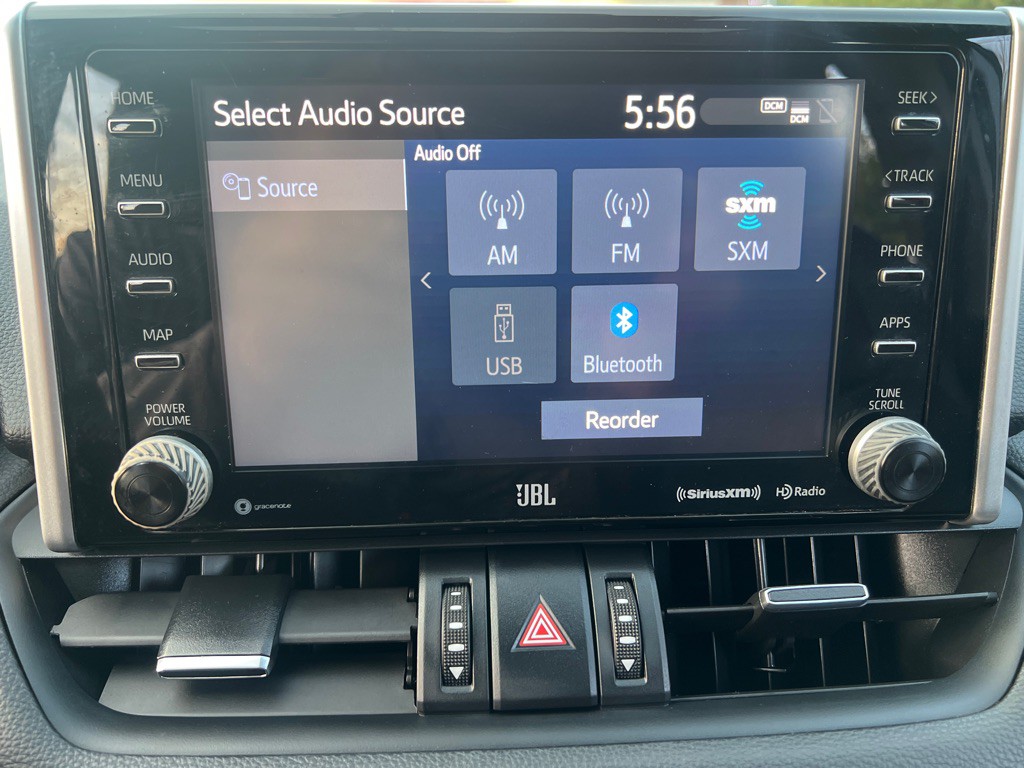 HOME
MENU
AUDIO
MAP
POWER
VOLUME
Select Audio Source
5:56
DCM
DCM
Source
Audio Off
AM
FM
sxm
SXM
USB
Bluetooth
Reorder
SEEK>
<TRACK
PHONE
APPS
TUNE
SCROLL
gracenote
JBL
((SiriusXM))
HD Radio